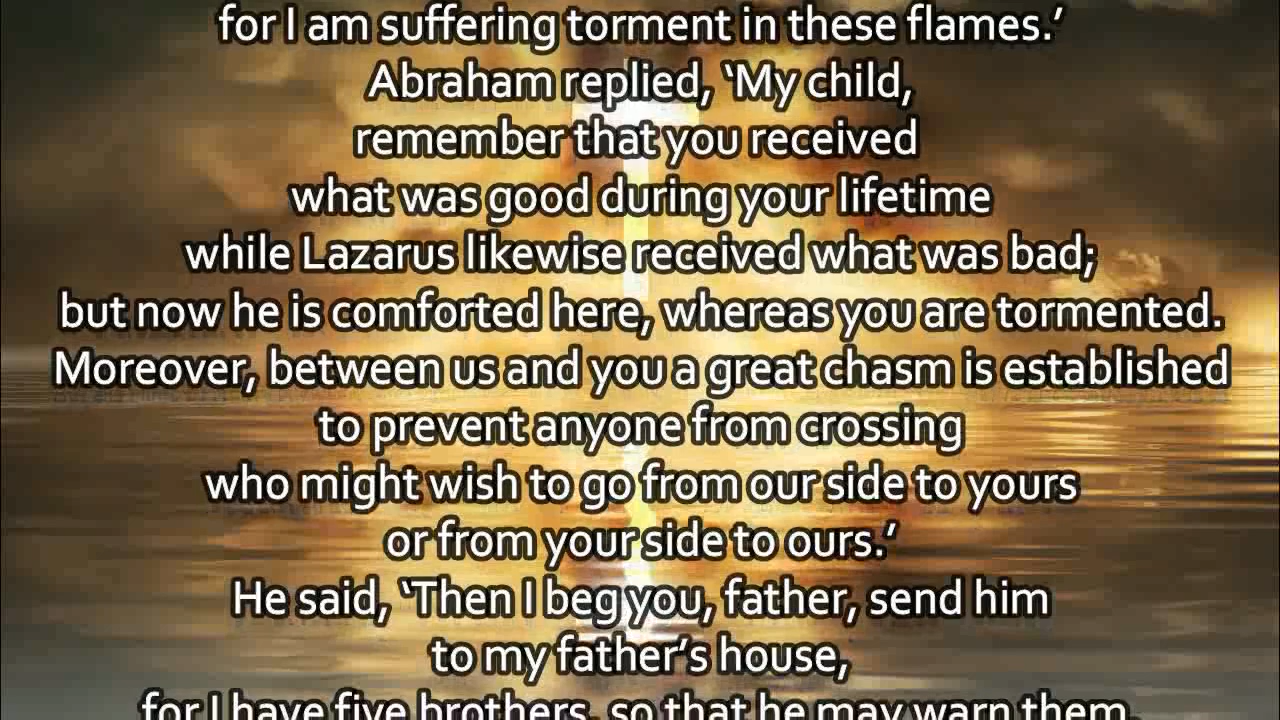 for I am suffering torment in these flames.’
Abraham replied, ‘My child,
remember that you received
what was good during your lifetime
while Lazarus likewise received what was bad;
but now he is comforted here, whereas you are tormented.
Moreover, between us and you a great chasm is established
to prevent anyone from crossing
who might wish to go from our side to yours
or from your side to ours.’
He said, ‘Then I beg you, father, send him
to my father’s house,
for I have five brothers, so that he may warn them,